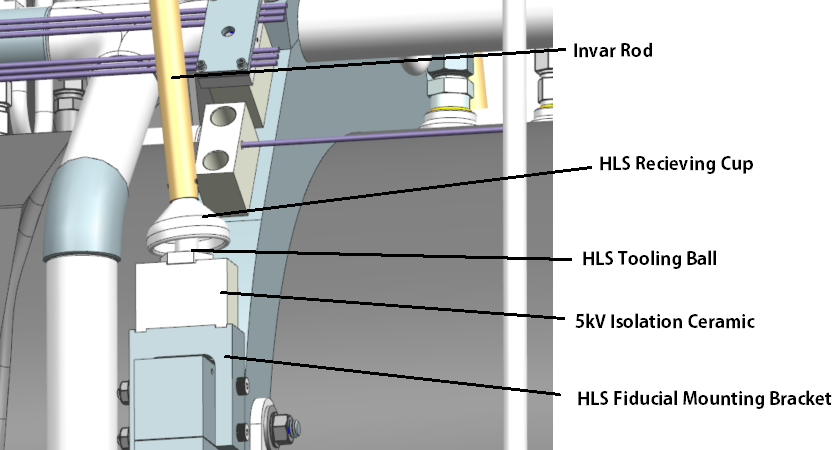 Invar Rod
HLS Recieving Cup
HLS Tooling Ball
5kV Isolation Ceramic
HLS Fiducial Mounting Bracket